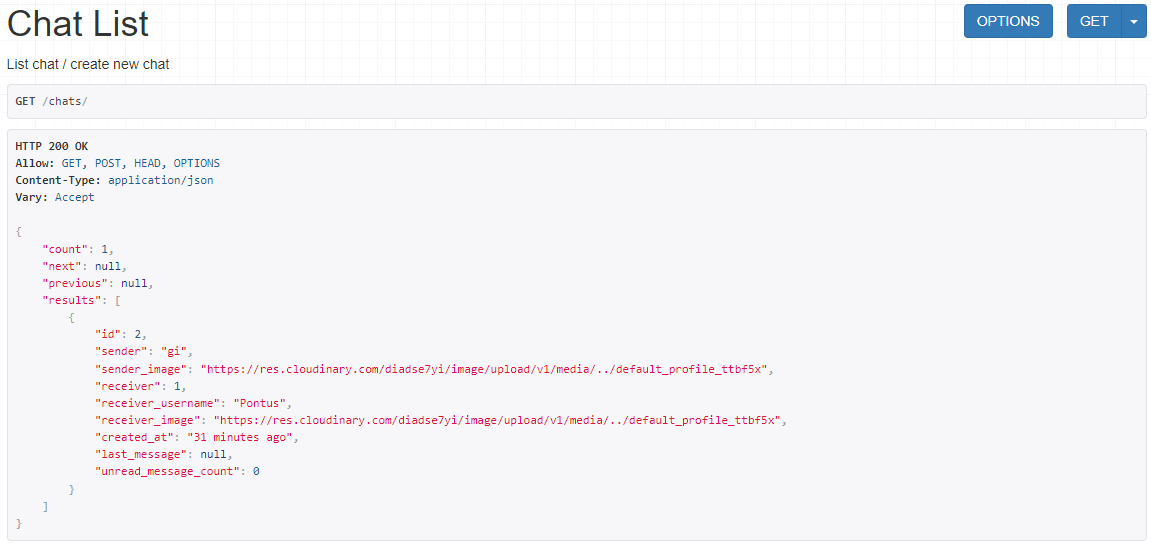 Chat List
OPTIONS
GET
List chat / create new chat
GET /chats/
HTTP 200 OK
Allow: GET, POST, HEAD, OPTIONS
Content-Type: application/json
Vary: Accept
{
    "count": 1,
    "next": null,
    "previous": null,
    "results": [
        {
            "id": 2,
            "sender": "gi",
            "sender_image": "https://res.cloudinary.com/diadse7yi/image/upload/v1/media/../default_profile_ttbf5x",
            "receiver": 1,
            "receiver_username": "Pontus",
            "receiver_image": "https://res.cloudinary.com/diadse7yi/image/upload/v1/media/../default_profile_ttbf5x",
            "created_at": "31 minutes ago",
            "last_message": null,
            "unread_message_count": 0
        }
    ]
}